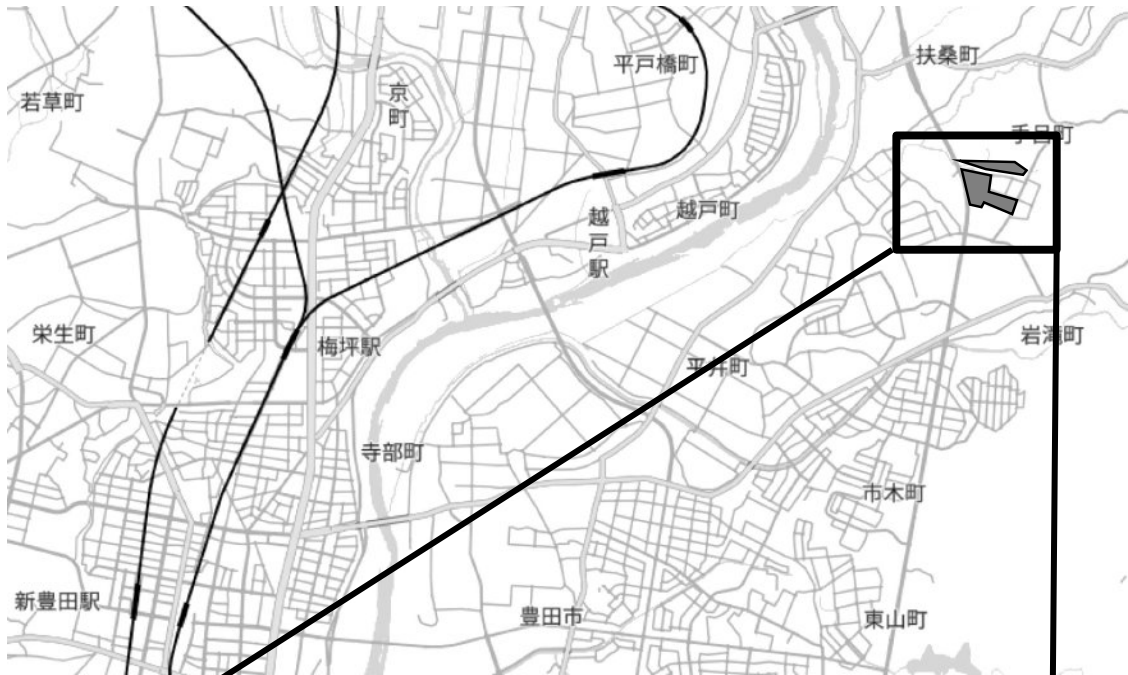 扶桑町
平戸橋町
若草町
京町
手呂町
越戸町
越戸駅
栄生町
岩滝町
梅坪駅
平井町
寺部町
市木町
新豊田駅
豊田市
東山町